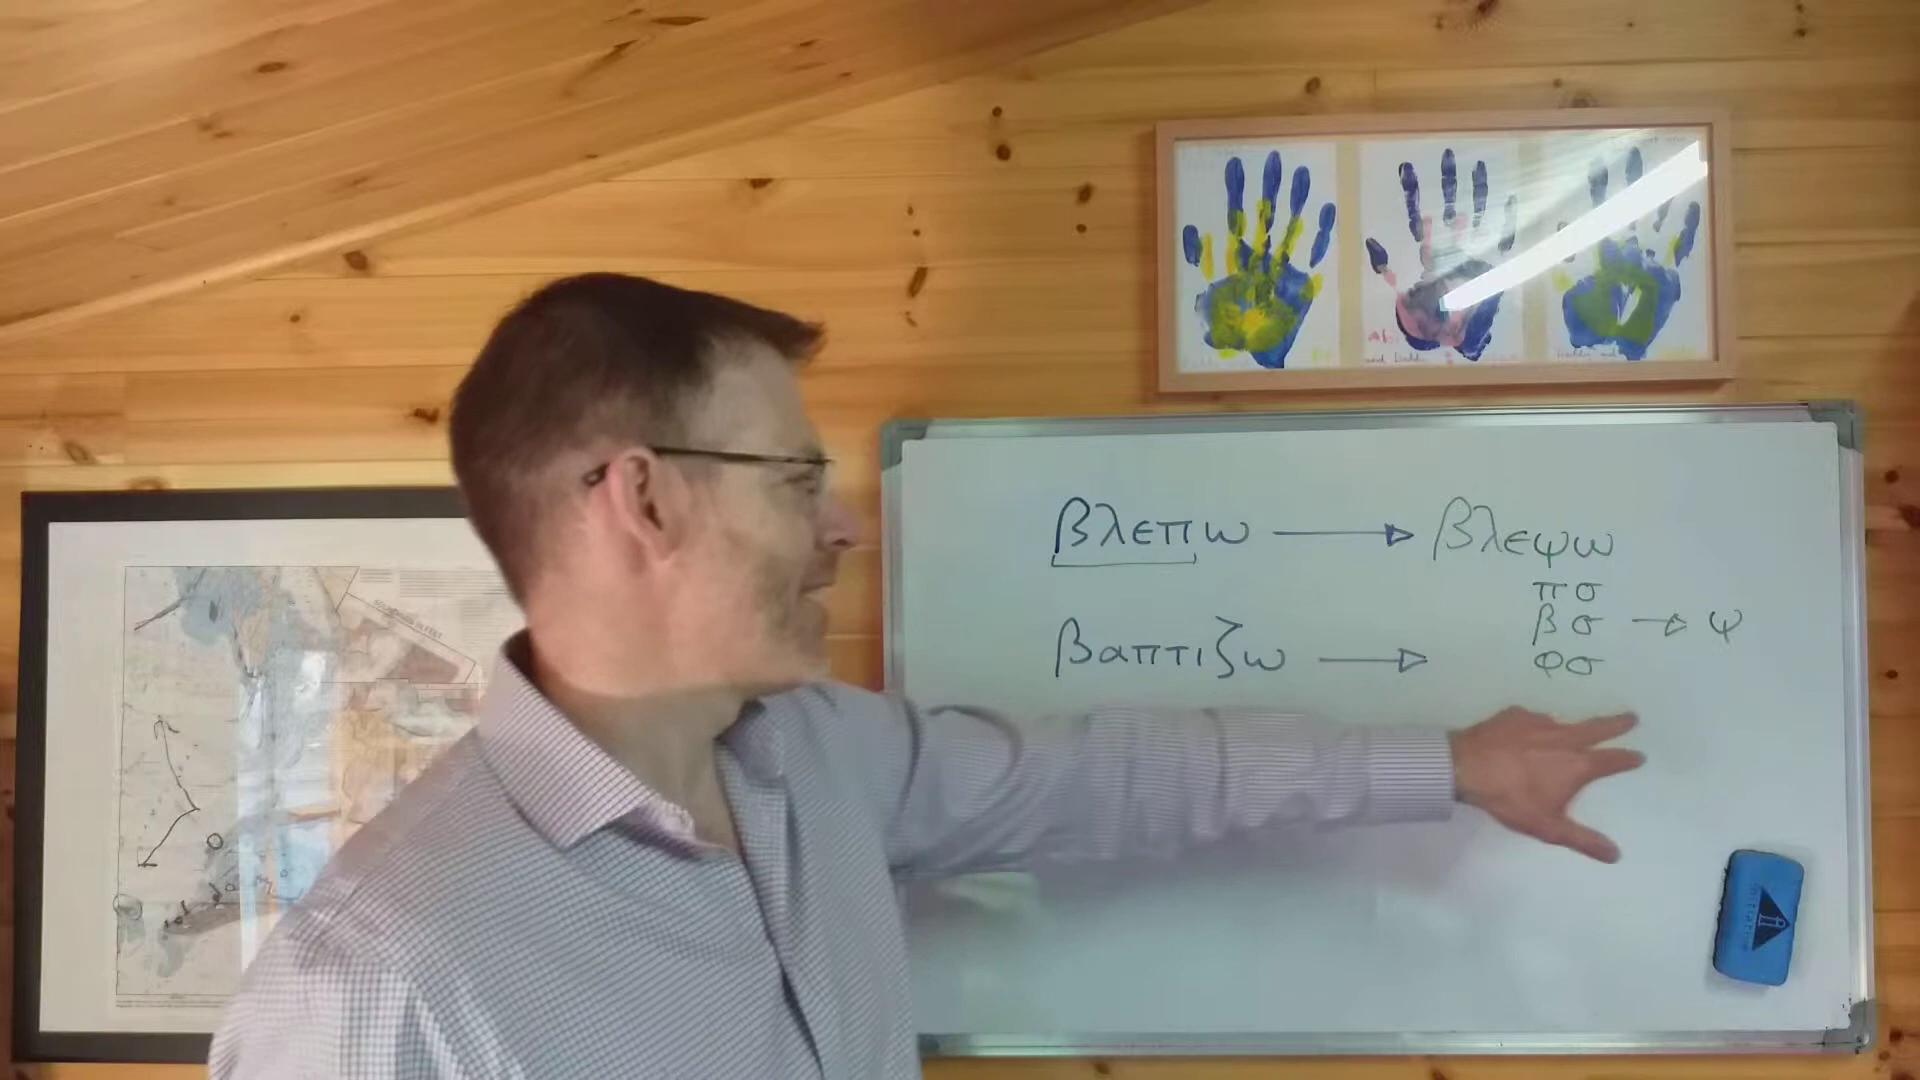 βλεπω → βλεψω
πσ
βσ → ψ
φσ
βαπτιζω →